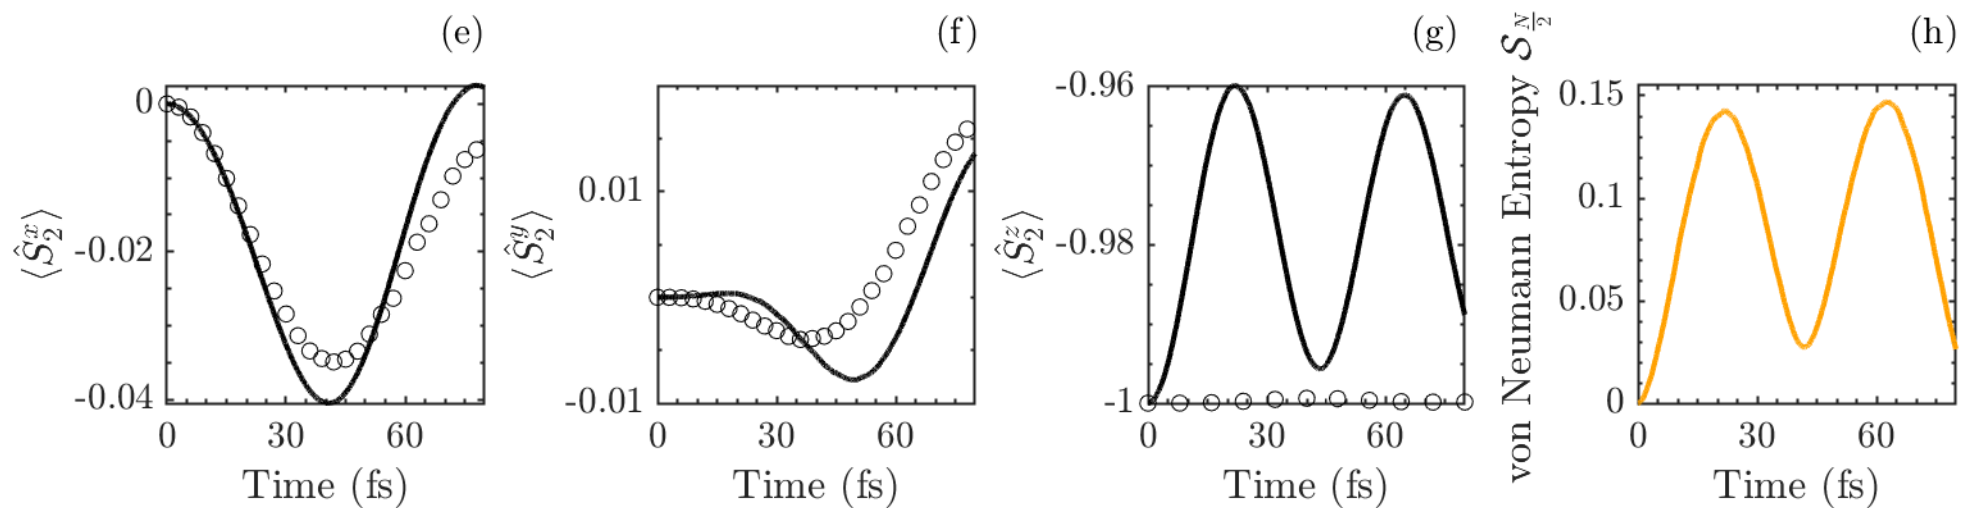 (e)
0
-0.02
-0.04
0 30 60
Time (fs)
⟨Ŝ₂ˣ⟩
(f)
0.01
-0.01
0 30 60
Time (fs)
⟨Ŝ₂ʸ⟩
(g)
-0.96
-0.98
-1
0 30 60
Time (fs)
⟨Ŝ₂ᶻ⟩
(h)
0.15
0.1
0.05
0
0 30 60
Time (fs)
von Neumann Entropy 𝒮_{N/2}